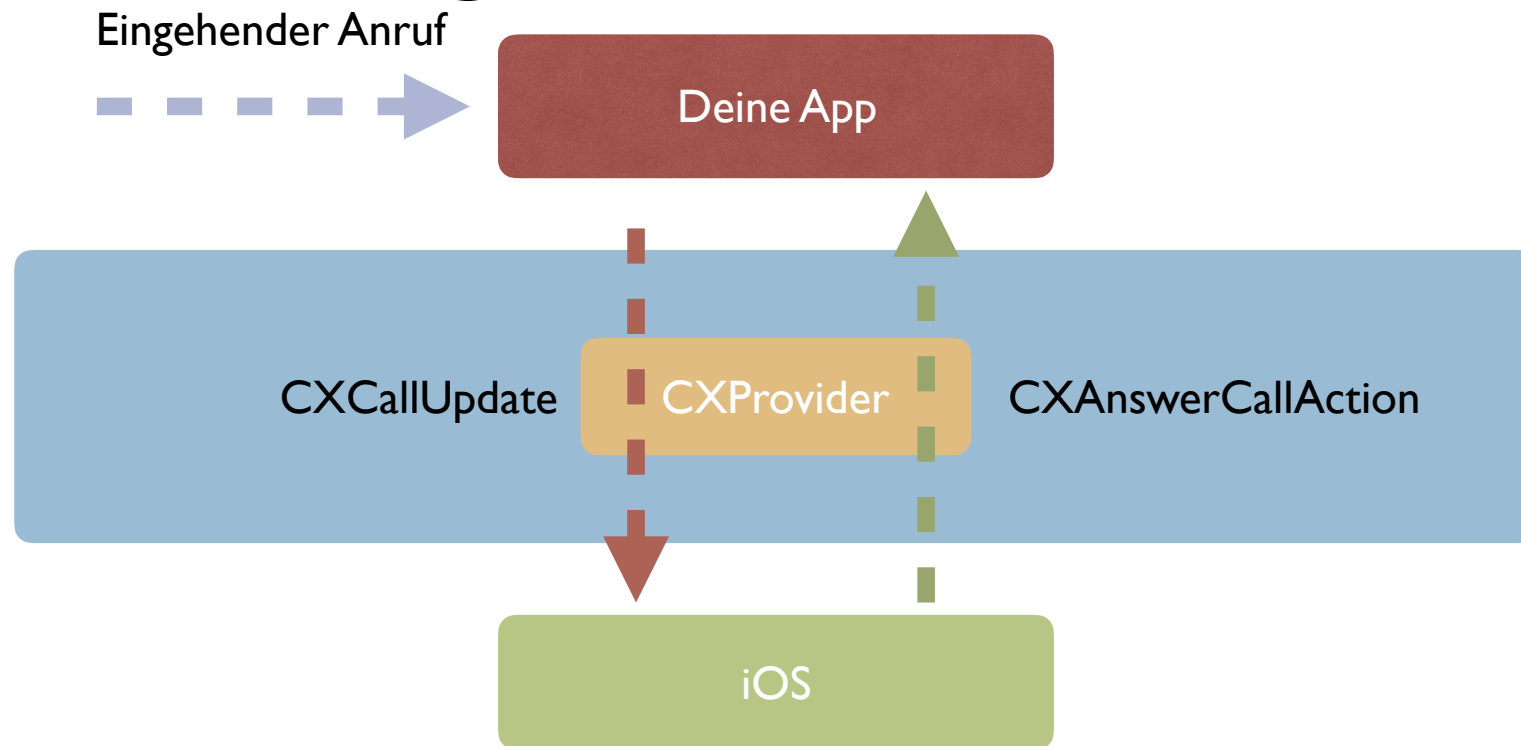 Eingehender Anruf
Deine App
CXCallUpdate
CXProvider
CXAnswerCallAction
iOS